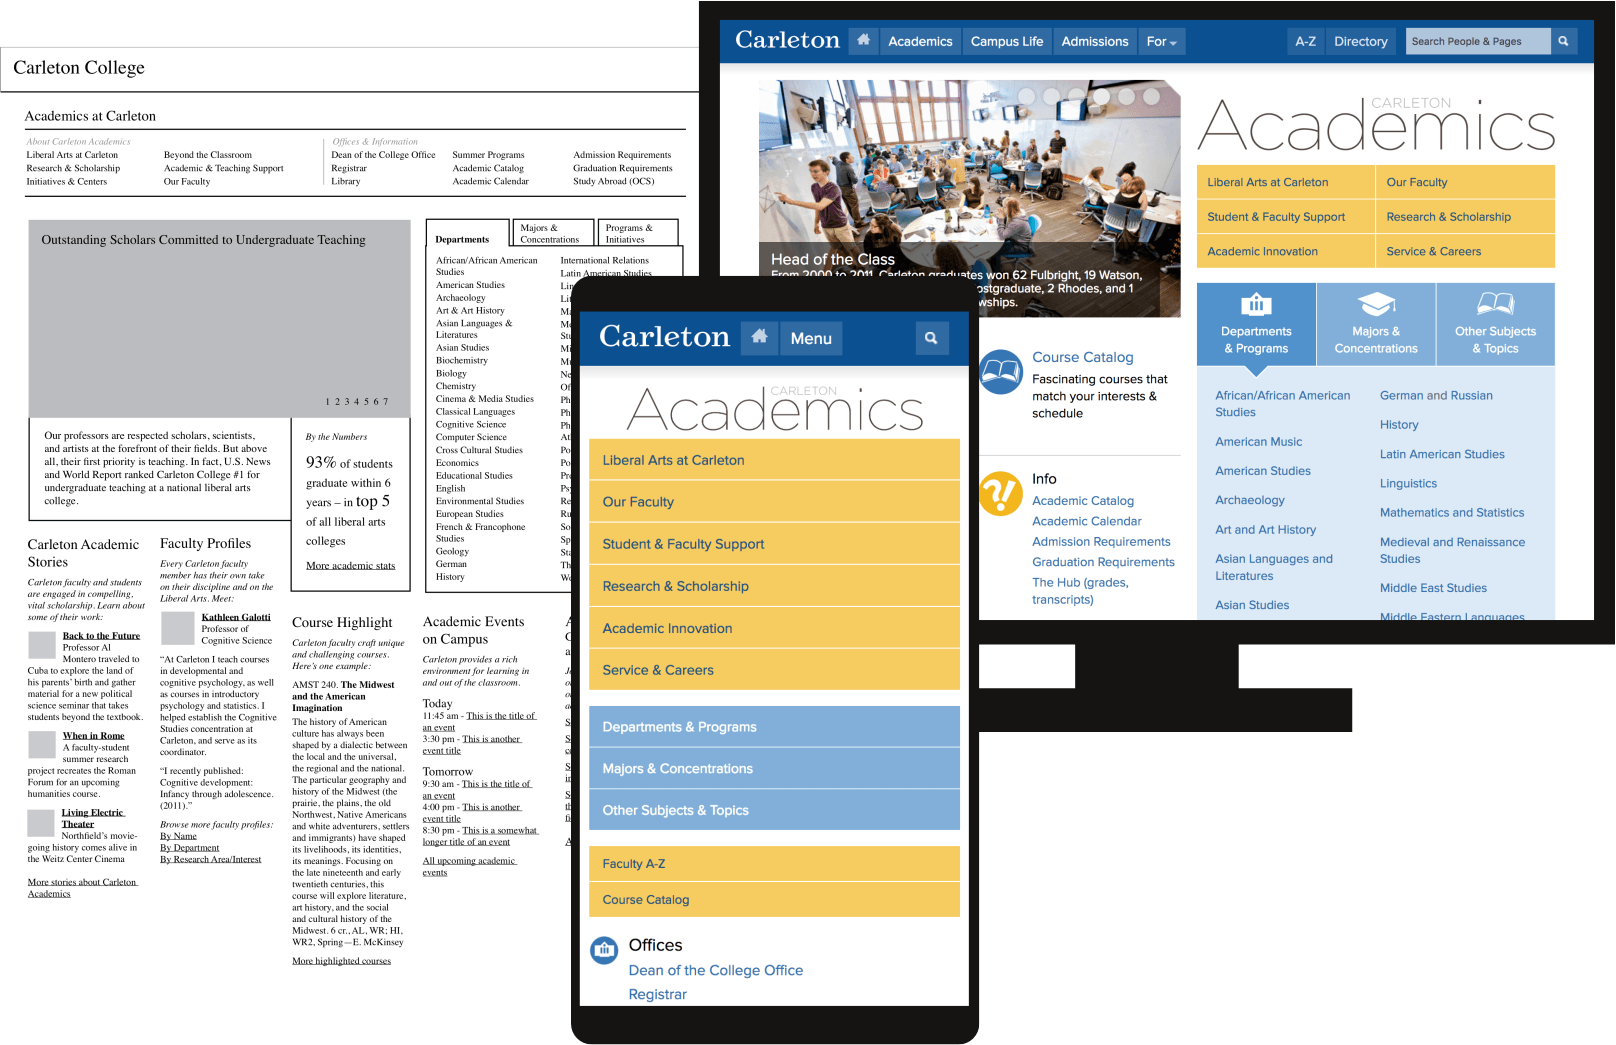 Carleton College
Academics at Carleton
About Carleton Academics
Liberal Arts at Carleton
Research & Scholarship
Initiatives & Centers
Beyond the Classroom
Academic & Teaching Support
Our Faculty
Offices & Information
Dean of the College Office
Registrar
Library
Summer Programs
Academic Catalog
Academic Calendar
Admission Requirements
Graduation Requirements
Study Abroad (OCS)
Outstanding Scholars Committed to Undergraduate Teaching
1 2 3 4 5 6 7
Our professors are respected scholars, scientists,
and artists at the forefront of their fields. But above
all, their first priority is teaching. In fact, U.S. News
and World Report ranked Carleton College #1 for
undergraduate teaching at a national liberal arts
college.
By the Numbers
93% of students
graduate within 6
years – in top 5
of all liberal arts
colleges
More academic stats
Departments
Majors &
Concentrations
Programs &
Initiatives
African/African American
Studies
American Studies
Archaeology
Art & Art History
Asian Languages &
Literatures
Asian Studies
Biochemistry
Biology
Chemistry
Cinema & Media Studies
Classical Languages
Cognitive Science
Computer Science
Cross Cultural Studies
Economics
Educational Studies
English
Environmental Studies
European Studies
French & Francophone
Studies
Geology
German
History
International Relations
Latin American Studies
Carleton Academic
Stories
Carleton faculty and students
are engaged in compelling,
vital scholarship. Learn about
some of their work:
Back to the Future
Professor Al
Montero traveled to
Cuba to explore the land of
his parents' birth and gather
material for a new political
science seminar that takes
students beyond the textbook.
When in Rome
A faculty-student
summer research
project recreates the Roman
Forum for an upcoming
humanities course.
Living Electric
Theater
Northfield's movie-
going history comes alive in
the Weitz Center Cinema
More stories about Carleton
Academics
Faculty Profiles
Every Carleton faculty
member has their own take
on their discipline and on the
Liberal Arts. Meet:
Kathleen Galotti
Professor of
Cognitive Science
“At Carleton I teach courses
in developmental and
cognitive psychology, as well
as courses in introductory
psychology and statistics. I
helped establish the Cognitive
Studies concentration at
Carleton, and serve as its
coordinator.
“I recently published:
Cognitive development:
Infancy through adolescence.
(2011).”
Browse more faculty profiles:
By Name
By Department
By Research Area/Interest
Course Highlight
Carleton faculty craft unique
and challenging courses.
Here's one example:
AMST 240. The Midwest
and the American
Imagination
The history of American
culture has always been
shaped by a dialectic between
the local and the universal,
the regional and the national.
The particular geography and
history of the Midwest (the
prairie, the plains, the old
Northwest, Native Americans
and white adventurers, settlers
and immigrants) have shaped
its livelihoods, its identities,
its meanings. Focusing on
the late nineteenth and early
twentieth centuries, this
course will explore literature,
art history, and the social
and cultural history of the
Midwest. 6 cr., AL, WR; HI,
WR2, Spring—E. McKinsey
More highlighted courses
Academic Events
on Campus
Carleton provides a rich
environment for learning in
and out of the classroom.
Today
11:45 am - This is the title of
an event
3:30 pm - This is another
event title
Tomorrow
9:30 am - This is the title of
an event
4:00 pm - This is another
event title
8:30 pm - This is a somewhat
longer title of an event
All upcoming academic
events
Carleton
Academics
Campus Life
Admissions
For
A-Z
Directory
Search People & Pages
Head of the Class
From 2000 to 2011, Carleton graduates won 62 Fulbright, 19 Watson,
2 Rhodes, and 1
Course Catalog
Fascinating courses that
match your interests &
schedule
Info
Academic Catalog
Academic Calendar
Admission Requirements
Graduation Requirements
The Hub (grades,
transcripts)
CARLETON
Academics
Liberal Arts at Carleton
Our Faculty
Student & Faculty Support
Research & Scholarship
Academic Innovation
Service & Careers
Departments
& Programs
Majors &
Concentrations
Other Subjects
& Topics
African/African American
Studies
American Music
American Studies
Archaeology
Art and Art History
Asian Languages and
Literatures
Asian Studies
German and Russian
History
Latin American Studies
Linguistics
Mathematics and Statistics
Medieval and Renaissance
Studies
Middle East Studies
Middle Eastern Languages
Carleton
Menu
CARLETON
Academics
Liberal Arts at Carleton
Our Faculty
Student & Faculty Support
Research & Scholarship
Academic Innovation
Service & Careers
Departments & Programs
Majors & Concentrations
Other Subjects & Topics
Faculty A-Z
Course Catalog
Offices
Dean of the College Office
Registrar